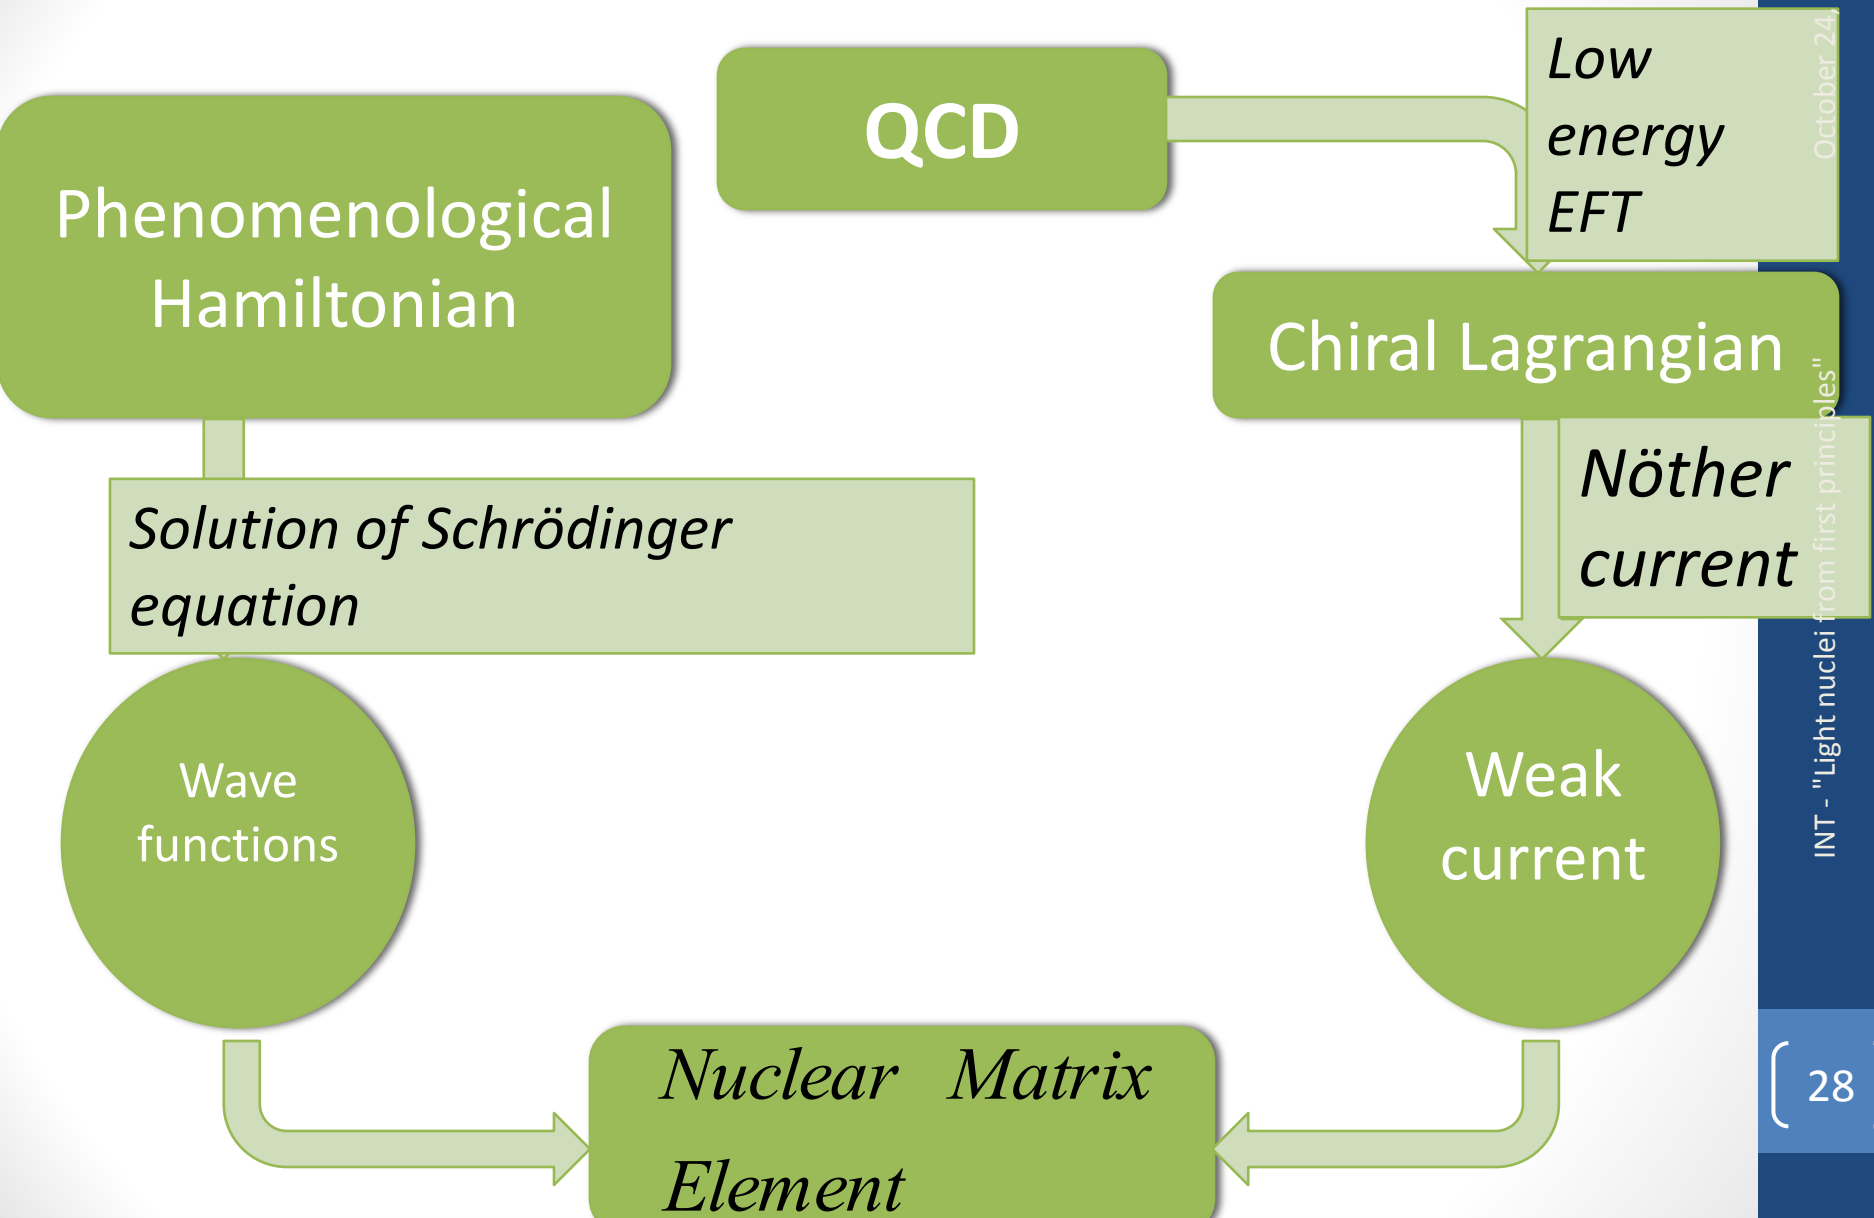 QCD
Low
energy
EFT
Phenomenological
Hamiltonian
Chiral Lagrangian
Solution of Schrödinger
equation
Nöther
current
Wave
functions
Weak
current
Nuclear Matrix
Element
October 24,
INT - "Light nuclei from first principles"
28